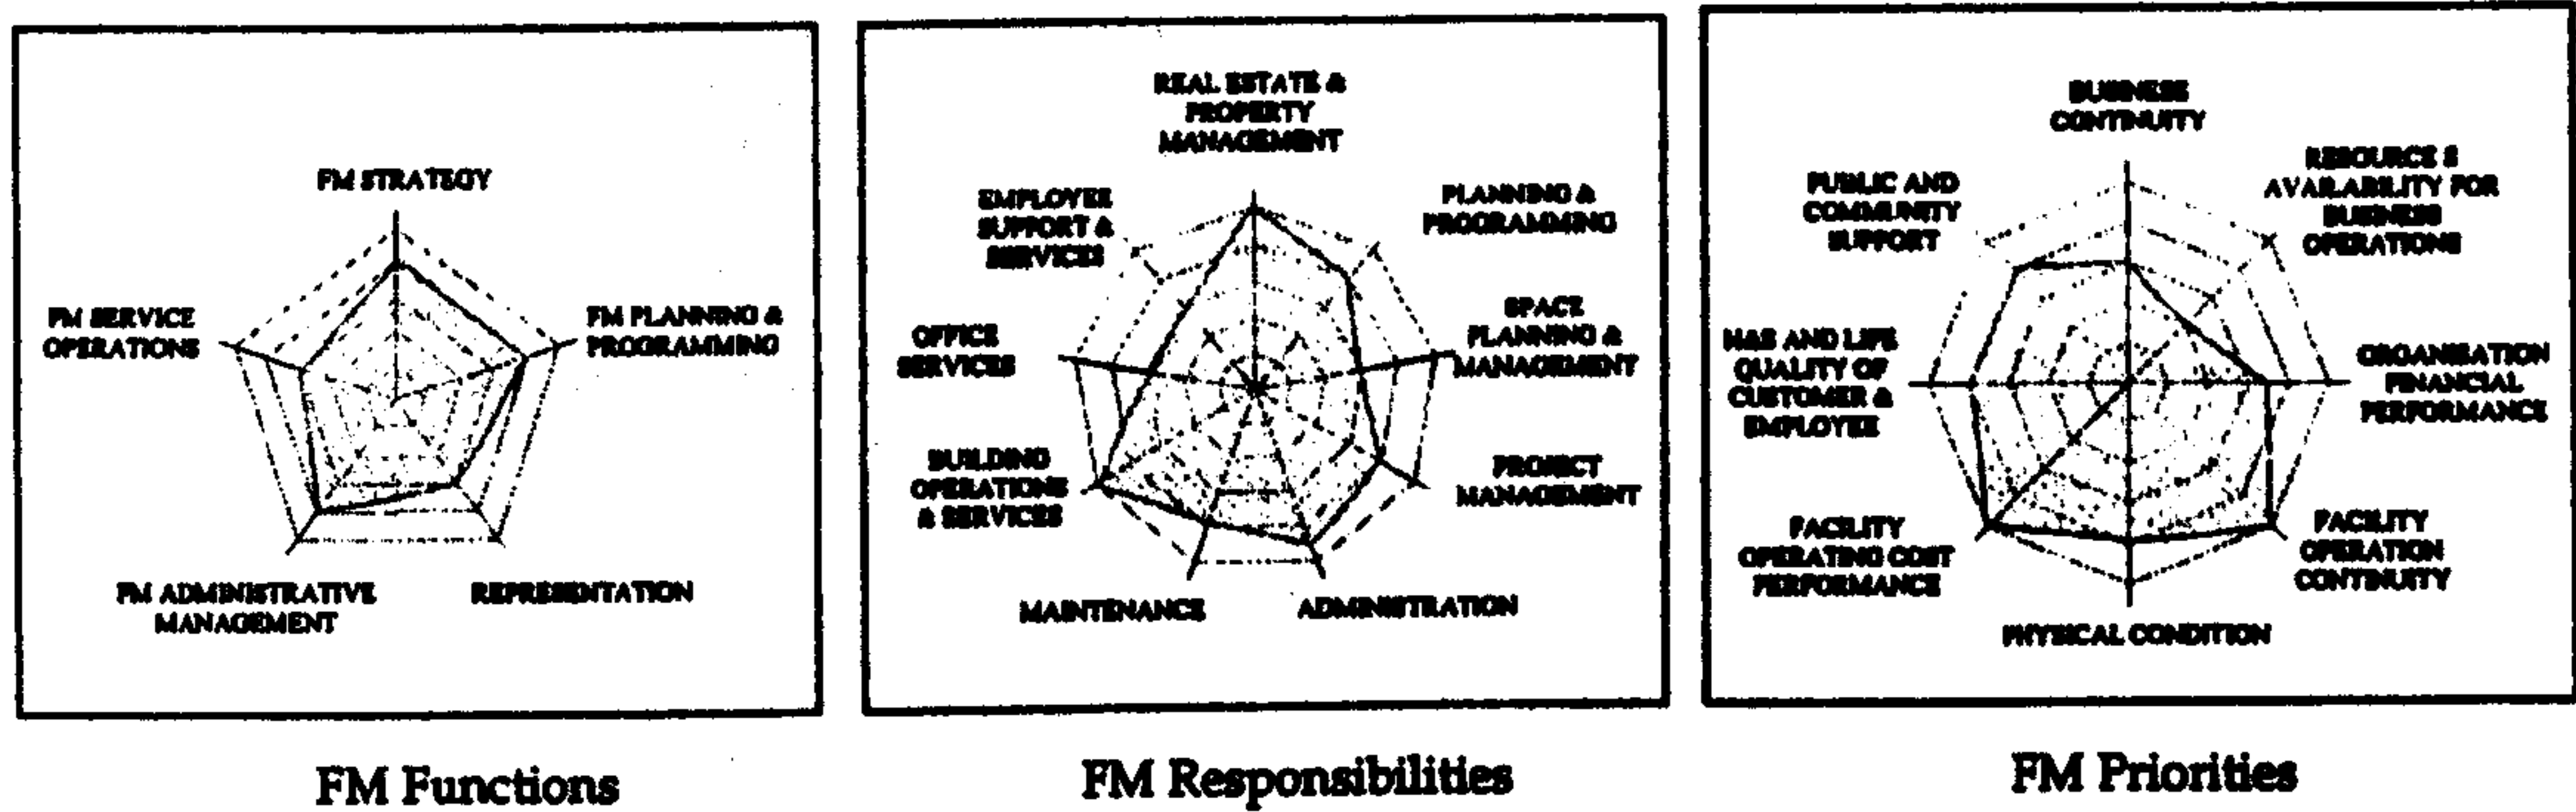 FM STRATEGY
FM SERVICE
OPERATIONS
FM PLANNING &
PROGRAMMING
FM ADMINISTRATIVE
MANAGEMENT
REPRESENTATION
FM Functions
REAL ESTATE &
PROPERTY
MANAGEMENT
EMPLOYEE
SUPPORT &
SERVICES
PLANNING &
PROGRAMMING
OFFICE
SERVICES
SPACE
PLANNING &
MANAGEMENT
BUILDING
OPERATIONS
& SERVICES
PROJECT
MANAGEMENT
MAINTENANCE
ADMINISTRATION
FM Responsibilities
BUSINESS
CONTINUITY
PUBLIC AND
COMMUNITY
SUPPORT
RESOURCE S
AVAILABILITY FOR
BUSINESS
OPERATIONS
H&S AND LIFE
QUALITY OF
CUSTOMER &
EMPLOYEE
ORGANISATION
FINANCIAL
PERFORMANCE
FACILITY
OPERATING COST
PERFORMANCE
FACILITY
OPERATION
CONTINUITY
PHYSICAL CONDITION
FM Priorities